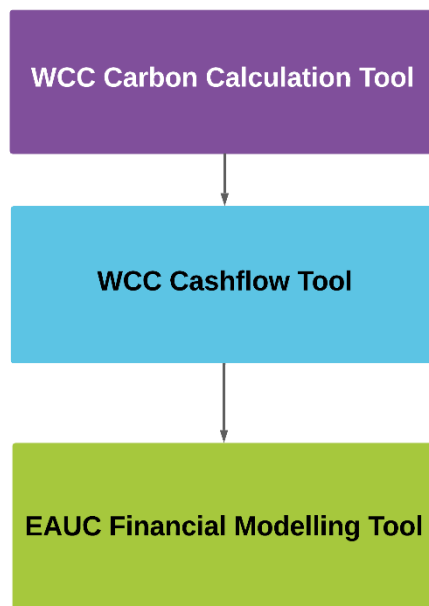 WCC Carbon Calculation Tool
WCC Cashflow Tool
EAUC Financial Modelling Tool